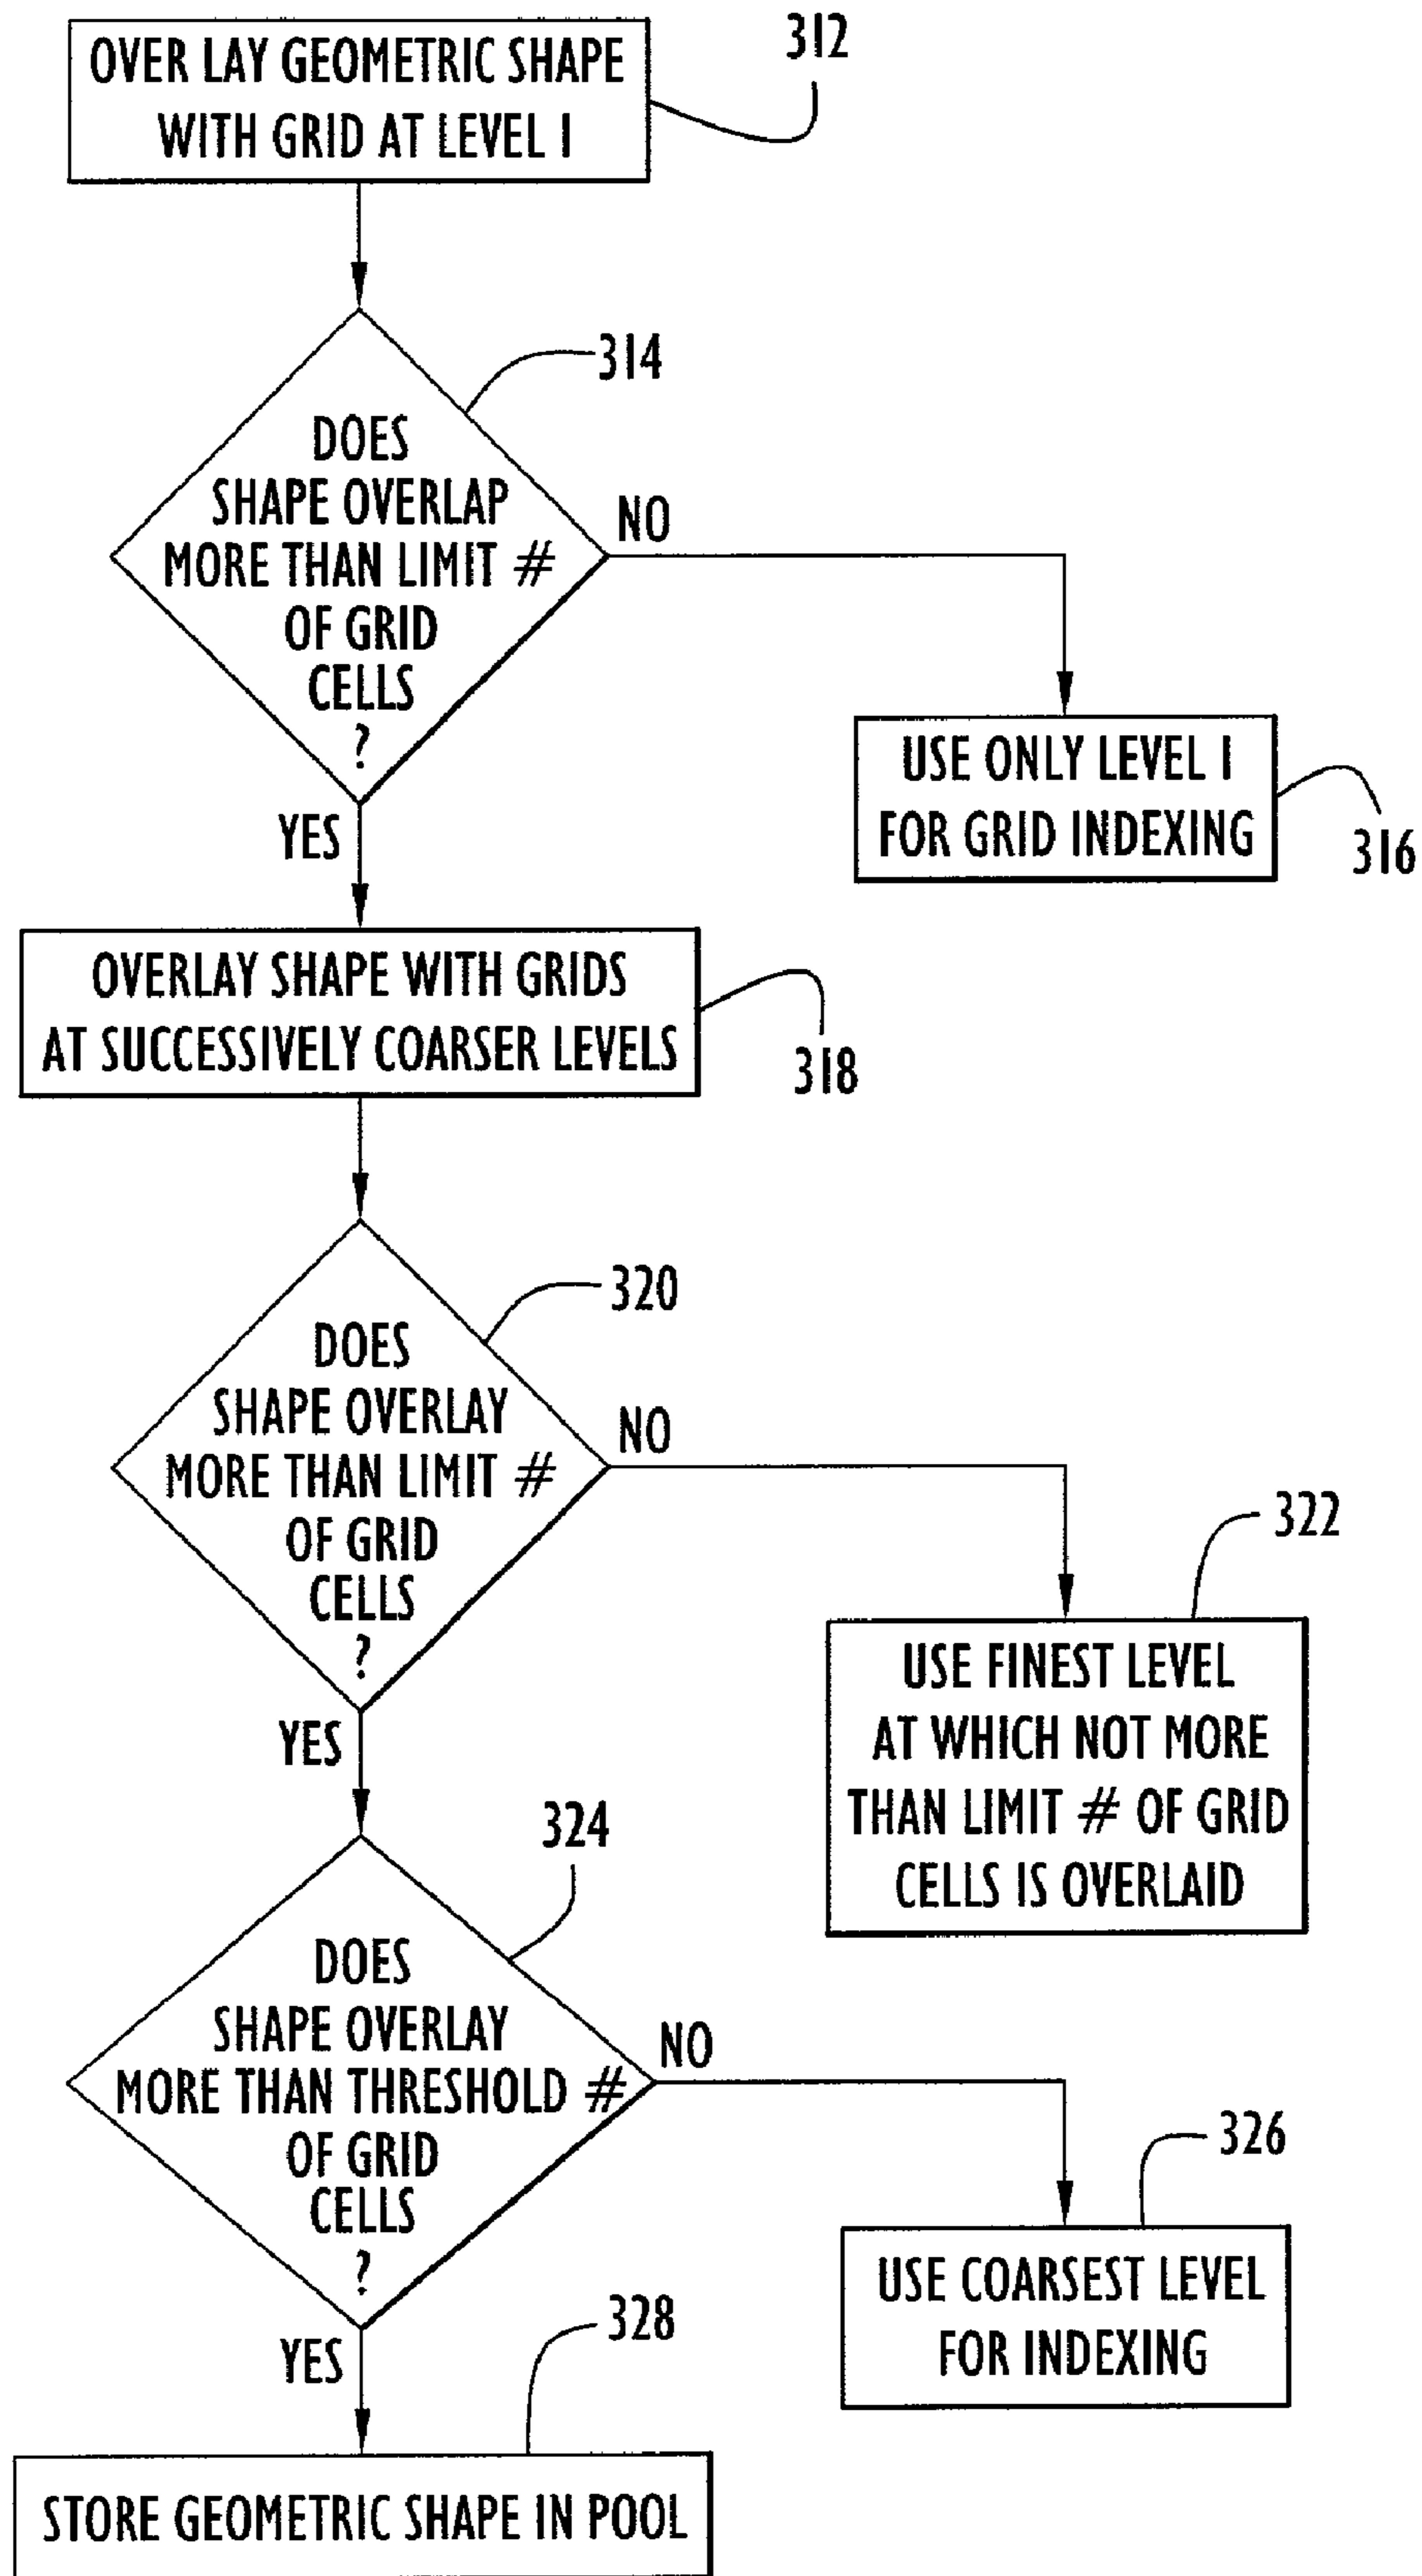 OVER LAY GEOMETRIC SHAPE
WITH GRID AT LEVEL 1
312
314
DOES
SHAPE OVERLAP
MORE THAN LIMIT #
OF GRID
CELLS
?
NO
YES
USE ONLY LEVEL 1
FOR GRID INDEXING
316
OVERLAY SHAPE WITH GRIDS
AT SUCCESSIVELY COARSER LEVELS
318
320
DOES
SHAPE OVERLAY
MORE THAN LIMIT #
OF GRID
CELLS
?
NO
YES
322
USE FINEST LEVEL
AT WHICH NOT MORE
THAN LIMIT # OF GRID
CELLS IS OVERLAID
324
DOES
SHAPE OVERLAY
MORE THAN THRESHOLD #
OF GRID
CELLS
?
NO
YES
326
USE COARSEST LEVEL
FOR INDEXING
328
STORE GEOMETRIC SHAPE IN POOL